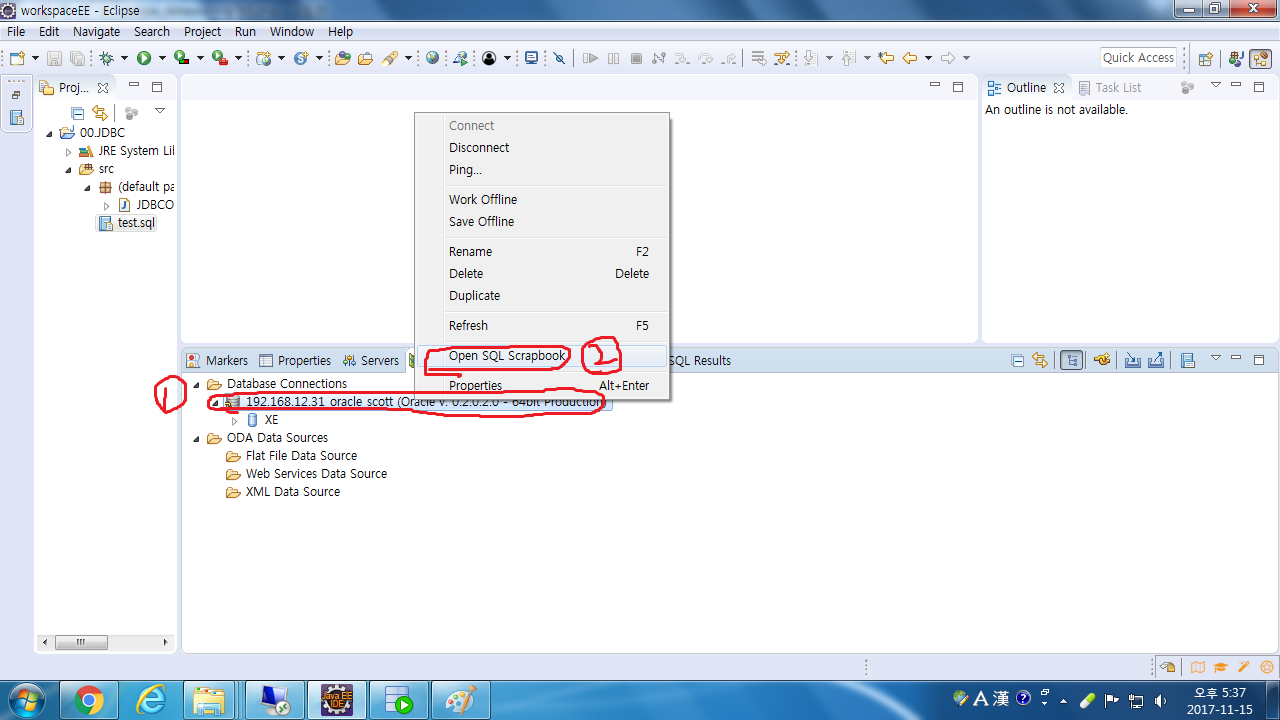 workspaceEE - Eclipse
File Edit Navigate Search Project Run Window Help
Quick Access
Proj...
00.JDBC
JRE System Lil
src
(default pa
JDBCO
test.sql
Outline
Task List
An outline is not available.
Connect
Disconnect
Ping...
Work Offline
Save Offline
Rename F2
Delete Delete
Duplicate
Refresh F5
Open SQL Scrapbook
2
Properties Alt+Enter
Markers Properties Servers
SQL Results
1
Database Connections
192.168.12.31 oracle scott (Oracle v. 0.2.0.2.0 - 64bit Production)
XE
ODA Data Sources
Flat File Data Source
Web Services Data Source
XML Data Source
Java EE
IDE
A 漢
오후 5:37
2017-11-15